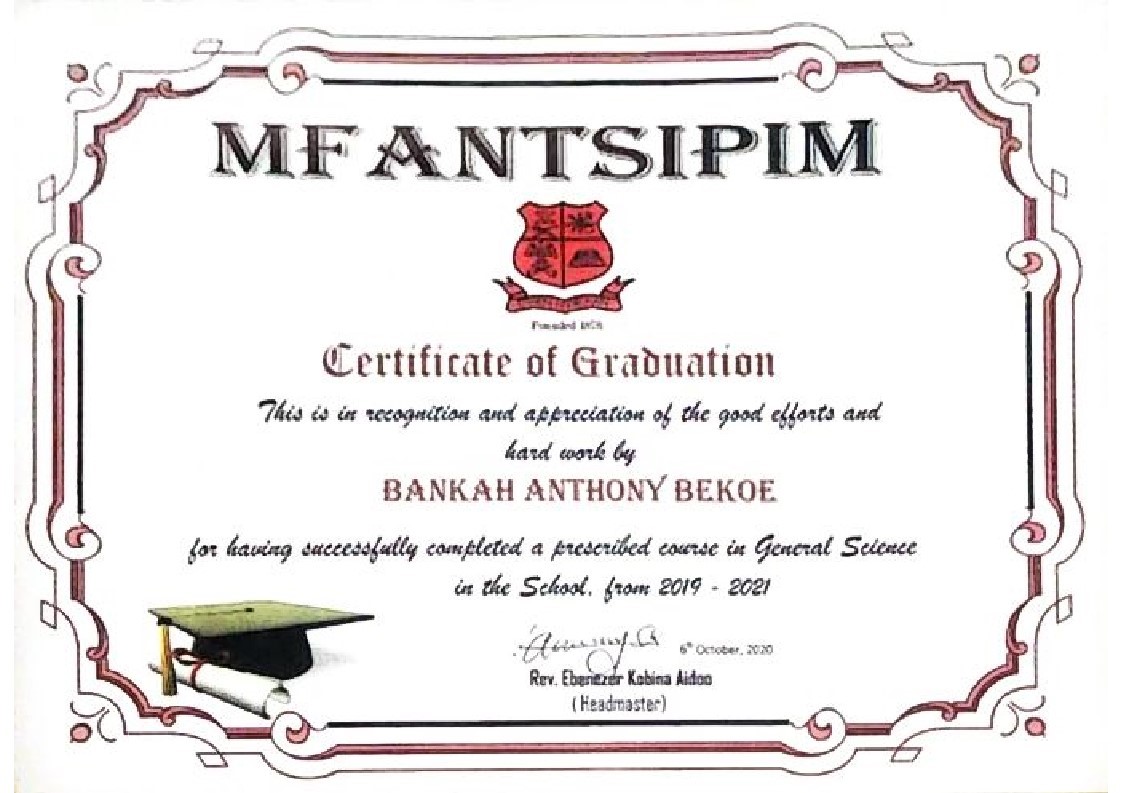 MFANTSIPIM
Founded 1876
Certificate of Graduation
This is in recognition and appreciation of the good efforts and
hard work by
BANKAH ANTHONY BEKOE
for having successfully completed a prescribed course in General Science
in the School, from 2019 - 2021
6th October, 2020
Rev. Ebenezer Kobina Aidoo
(Headmaster)